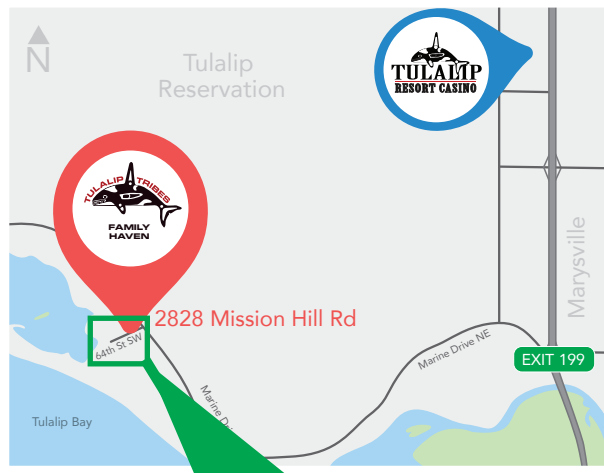 N
Tulalip
Reservation
TULALIP
RESORT CASINO
TULALIP TRIBES
FAMILY
HAVEN
Marysville
2828 Mission Hill Rd
64th St SW
Marine Drive NE
EXIT 199
Marine
Tulalip Bay